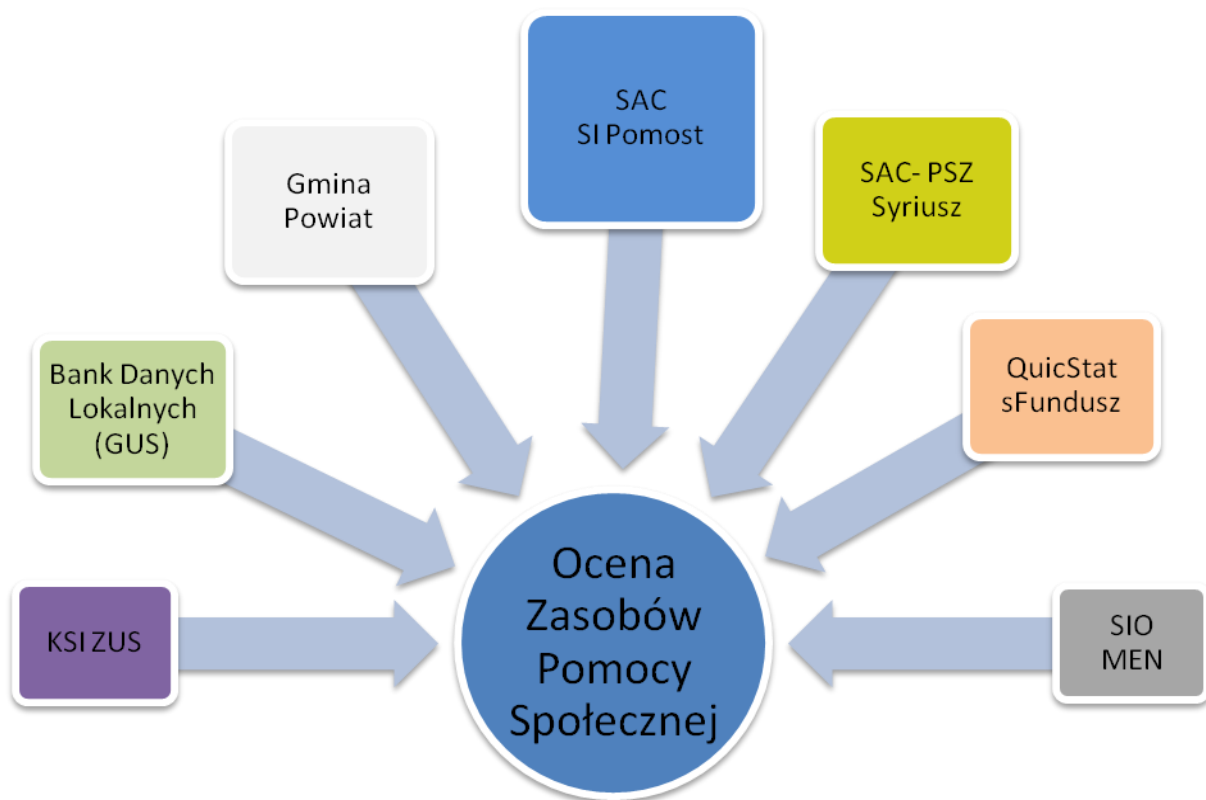 SAC
SI Pomost
Gmina
Powiat
SAC- PSZ
Syriusz
Bank Danych
Lokalnych
(GUS)
QuicStat
sFundusz
KSI ZUS
Ocena
Zasobów
Pomocy
Społecznej
SIO
MEN